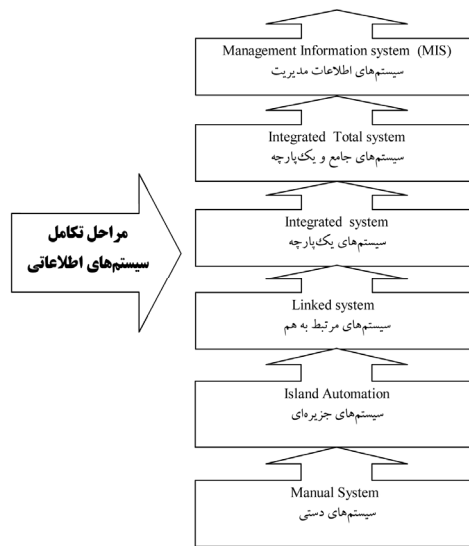 Management Information system (MIS)
سیستم‌های اطلاعات مدیریت
Integrated Total system
سیستم‌های جامع و یک‌پارچه
مراحل تکامل
سیستم‌های اطلاعاتی
Integrated system
سیستم‌های یک‌پارچه
Linked system
سیستم‌های مرتبط به هم
Island Automation
سیستم‌های جزیره‌ای
Manual System
سیستم‌های دستی